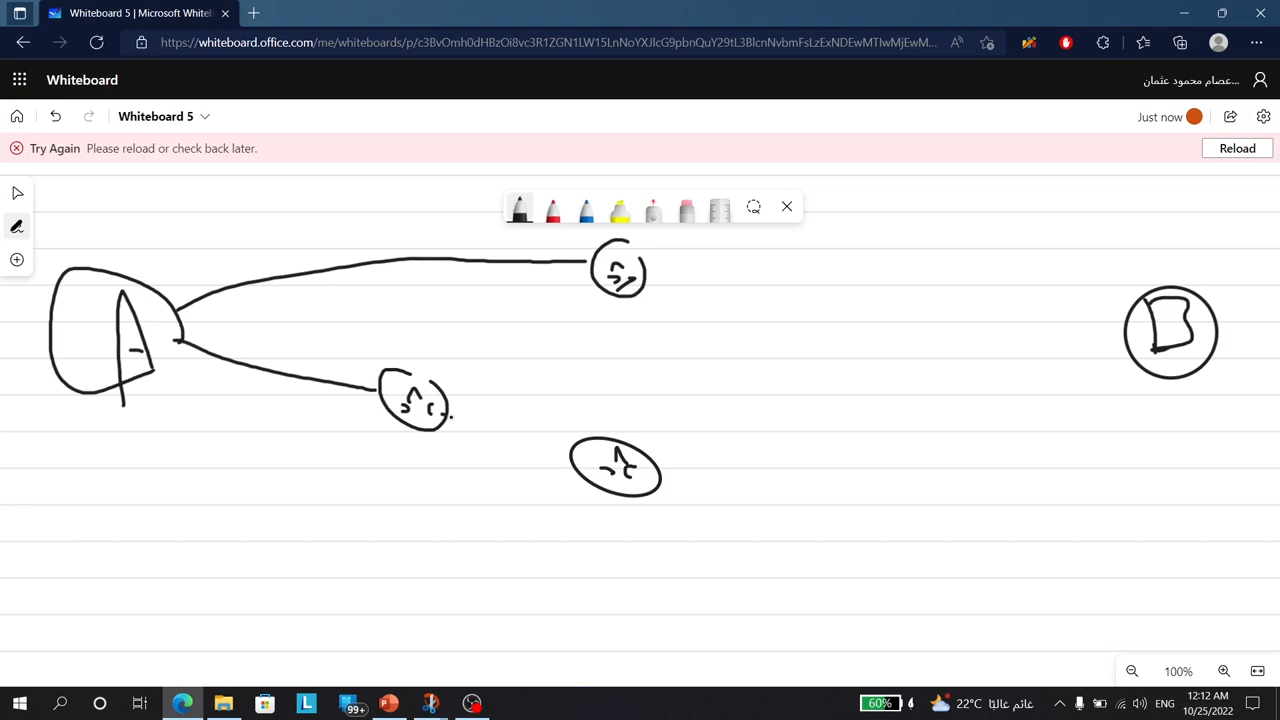 Whiteboard 5 | Microsoft White
https://whiteboard.office.com/me/whiteboards/p/c3BvOmh0dHBzOi8vc3R1ZGN1LW15LnNoYXJlcG9pbnQuY29tL3BlcnNvbmFsLzExNDEwMTIwMjEwM...
Whiteboard
عصام محمود عثمان...
Whiteboard 5
Just now
Try Again Please reload or check back later.
Reload
A
B
100%
99+
60%
22°C غائم غالبًا
ENG
12:12 AM
10/25/2022